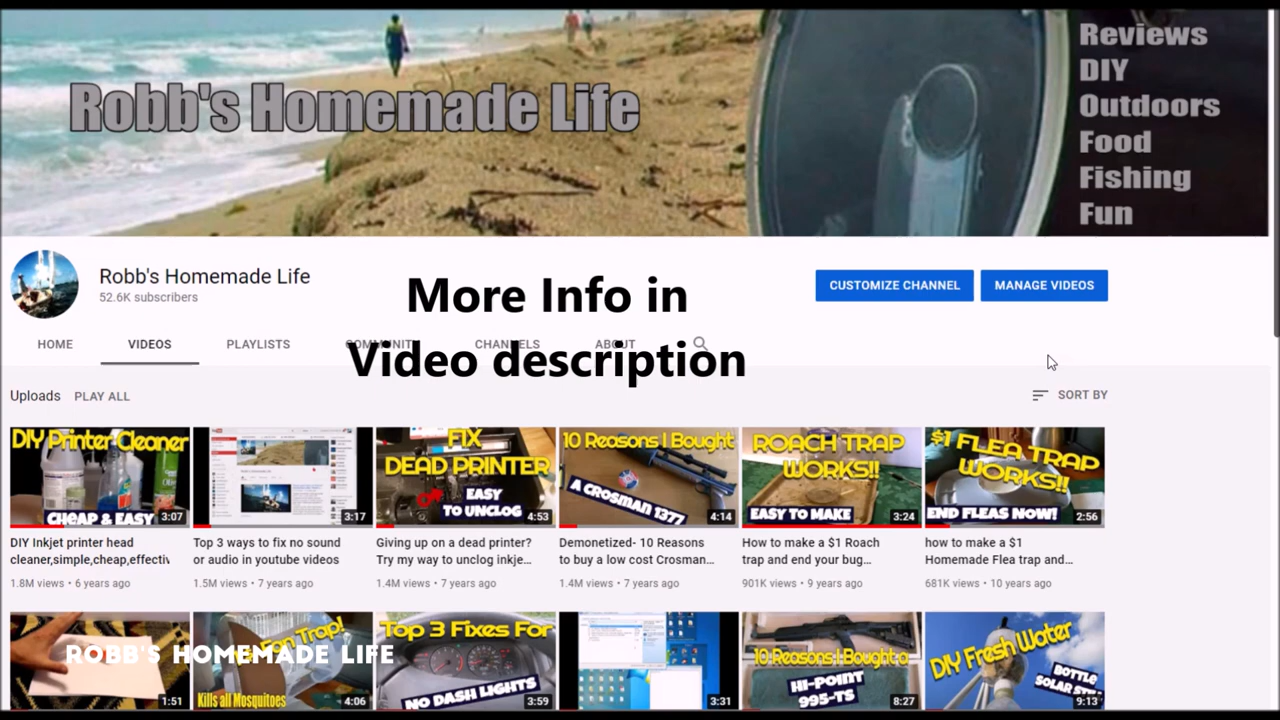 Reviews
DIY
Outdoors
Food
Fishing
Fun
Robb's Homemade Life
Robb's Homemade Life
52.6K subscribers
More Info in
Video description
CUSTOMIZE CHANNEL
MANAGE VIDEOS
HOME
VIDEOS
PLAYLISTS
COMMUNIT
CHANNELS
ABOUT
Uploads
PLAY ALL
SORT BY
DIY Printer Cleaner
CHEAP & EASY
3:07
3:17
FIX
DEAD PRINTER
EASY
TO UNCLOG
4:53
10 Reasons I Bought
A CROSMAN 1377
4:14
ROACH TRAP
WORKS!!
EASY TO MAKE
3:24
$1 FLEA TRAP
WORKS!!
END FLEAS NOW!
2:56
DIY Inkjet printer head
cleaner,simple,cheap,effectiv
1.8M views • 6 years ago
Top 3 ways to fix no sound
or audio in youtube videos
1.5M views • 7 years ago
Giving up on a dead printer?
Try my way to unclog inkje...
1.4M views • 7 years ago
Demonetized- 10 Reasons
to buy a low cost Crosman...
1.4M views • 7 years ago
How to make a $1 Roach
trap and end your bug...
901K views • 9 years ago
how to make a $1
Homemade Flea trap and...
681K views • 10 years ago
ROBB'S HOMEMADE LIFE
1:51
Trap!
Kills all Mosquitoes
4:06
Top 3 Fixes For
NO DASH LIGHTS
3:59
3:31
10 Reasons I Bought a
HI-POINT
995-TS
8:27
DIY Fresh Water
BOTTLE
SOLAR
9:13